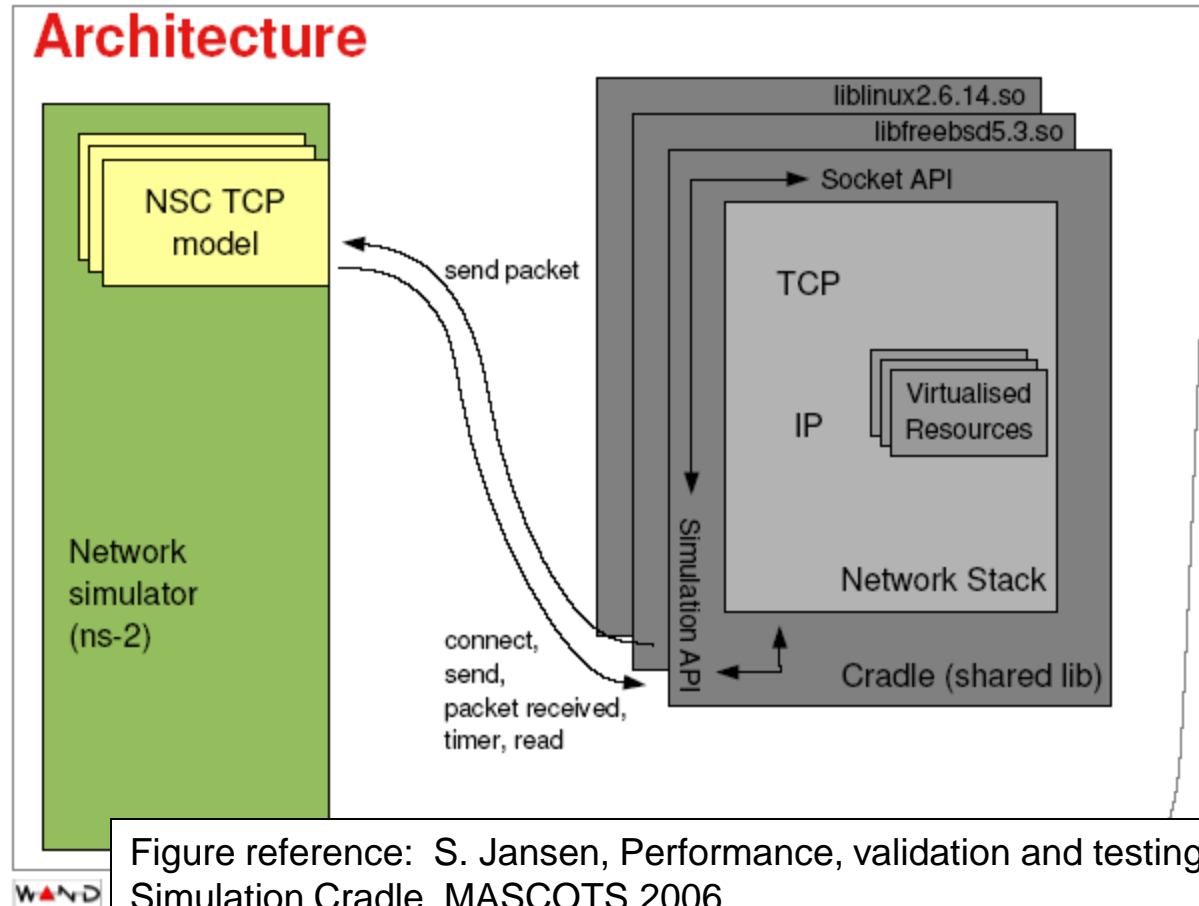 Architecture
NSC TCP
model
Network
simulator
(ns-2)
send packet
connect,
send,
packet received,
timer, read
liblinux2.6.14.so
libfreebsd5.3.so
Socket API
TCP
IP
Virtualised
Resources
Network Stack
Simulation API
Cradle (shared lib)
Figure reference: S. Jansen, Performance, validation and testing
Simulation Cradle. MASCOTS 2006
WAND